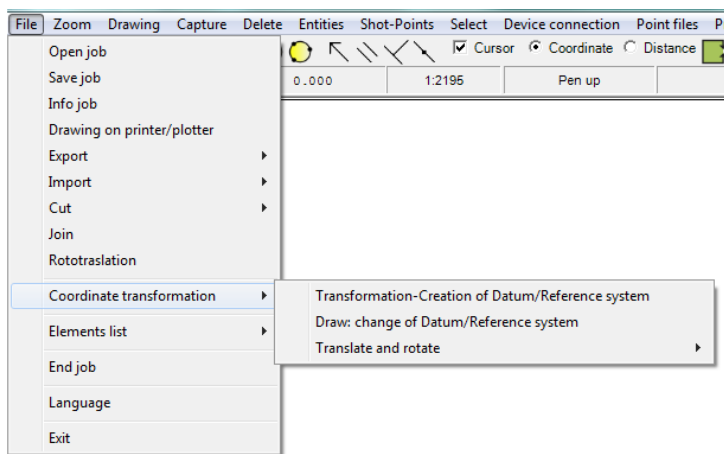 File Zoom Drawing Capture Delete Entities Shot-Points Select Device connection Point files
Open job
Cursor Coordinate Distance
Save job
0.000 1:2195 Pen up
Info job
Drawing on printer/plotter
Export
Import
Cut
Join
Rototraslation
Coordinate transformation
Transformation-Creation of Datum/Reference system
Draw: change of Datum/Reference system
Elements list
Translate and rotate
End job
Language
Exit